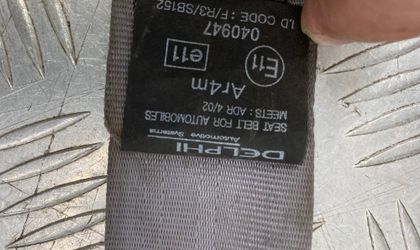 DELPHI
Automotive
Systems
SEAT BELT FOR AUTOMOBILES
MEETS : ADR 4/02
Ar4m
E11 e11
040947
I.D CODE : F/R3/SB152